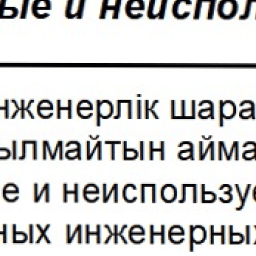 ые и неиспол
нженерлік шара
ылмайтын айма
е и неиспользуе
ных инженерных